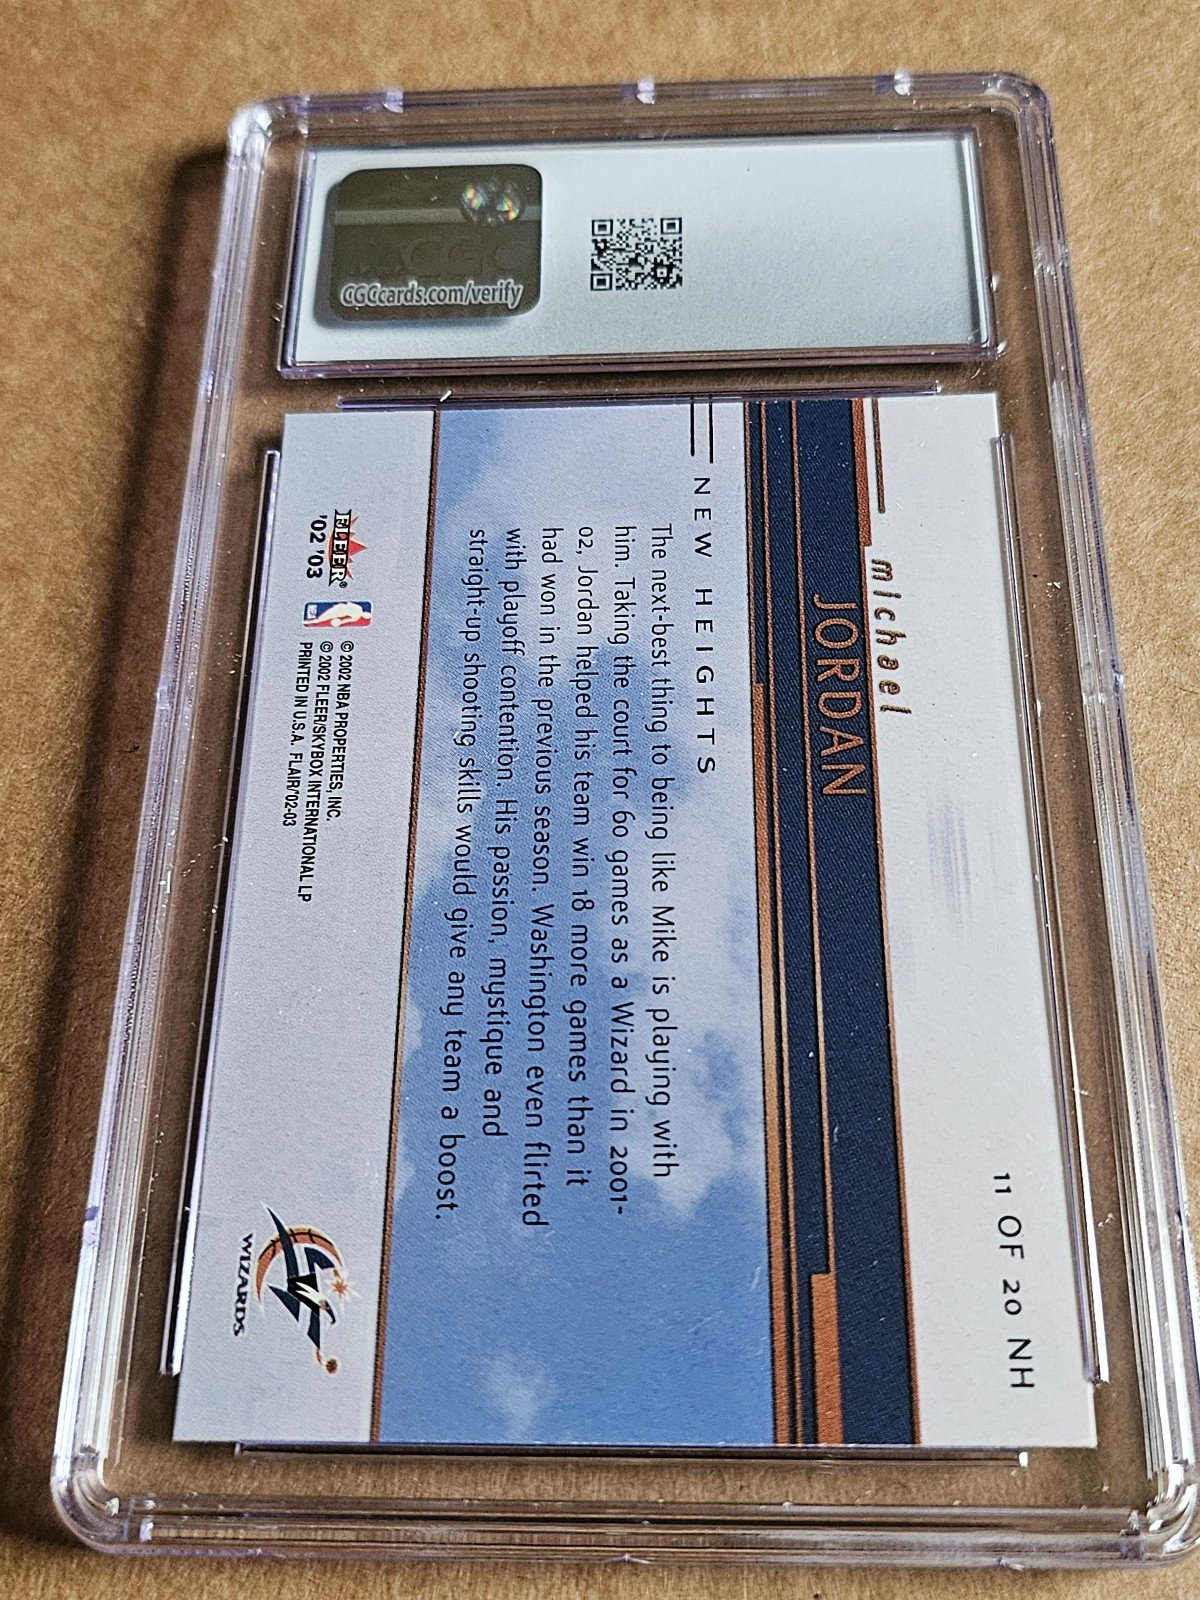 CGCcards.com/verify
11 OF 20 NH
michael
JORDAN
NEW HEIGHTS
The next-best thing to being like Mike is playing with
him. Taking the court for 60 games as a Wizard in 2001-
02, Jordan helped his team win 18 more games than it
had won in the previous season. Washington even flirted
with playoff contention. His passion, mystique and
straight-up shooting skills would give any team a boost.
FLEER®
'02 '03
© 2002 NBA PROPERTIES, INC.
© 2002 FLEER/SKYBOX INTERNATIONAL LP
PRINTED IN U.S.A. FLAIR/'02-03
WIZARDS